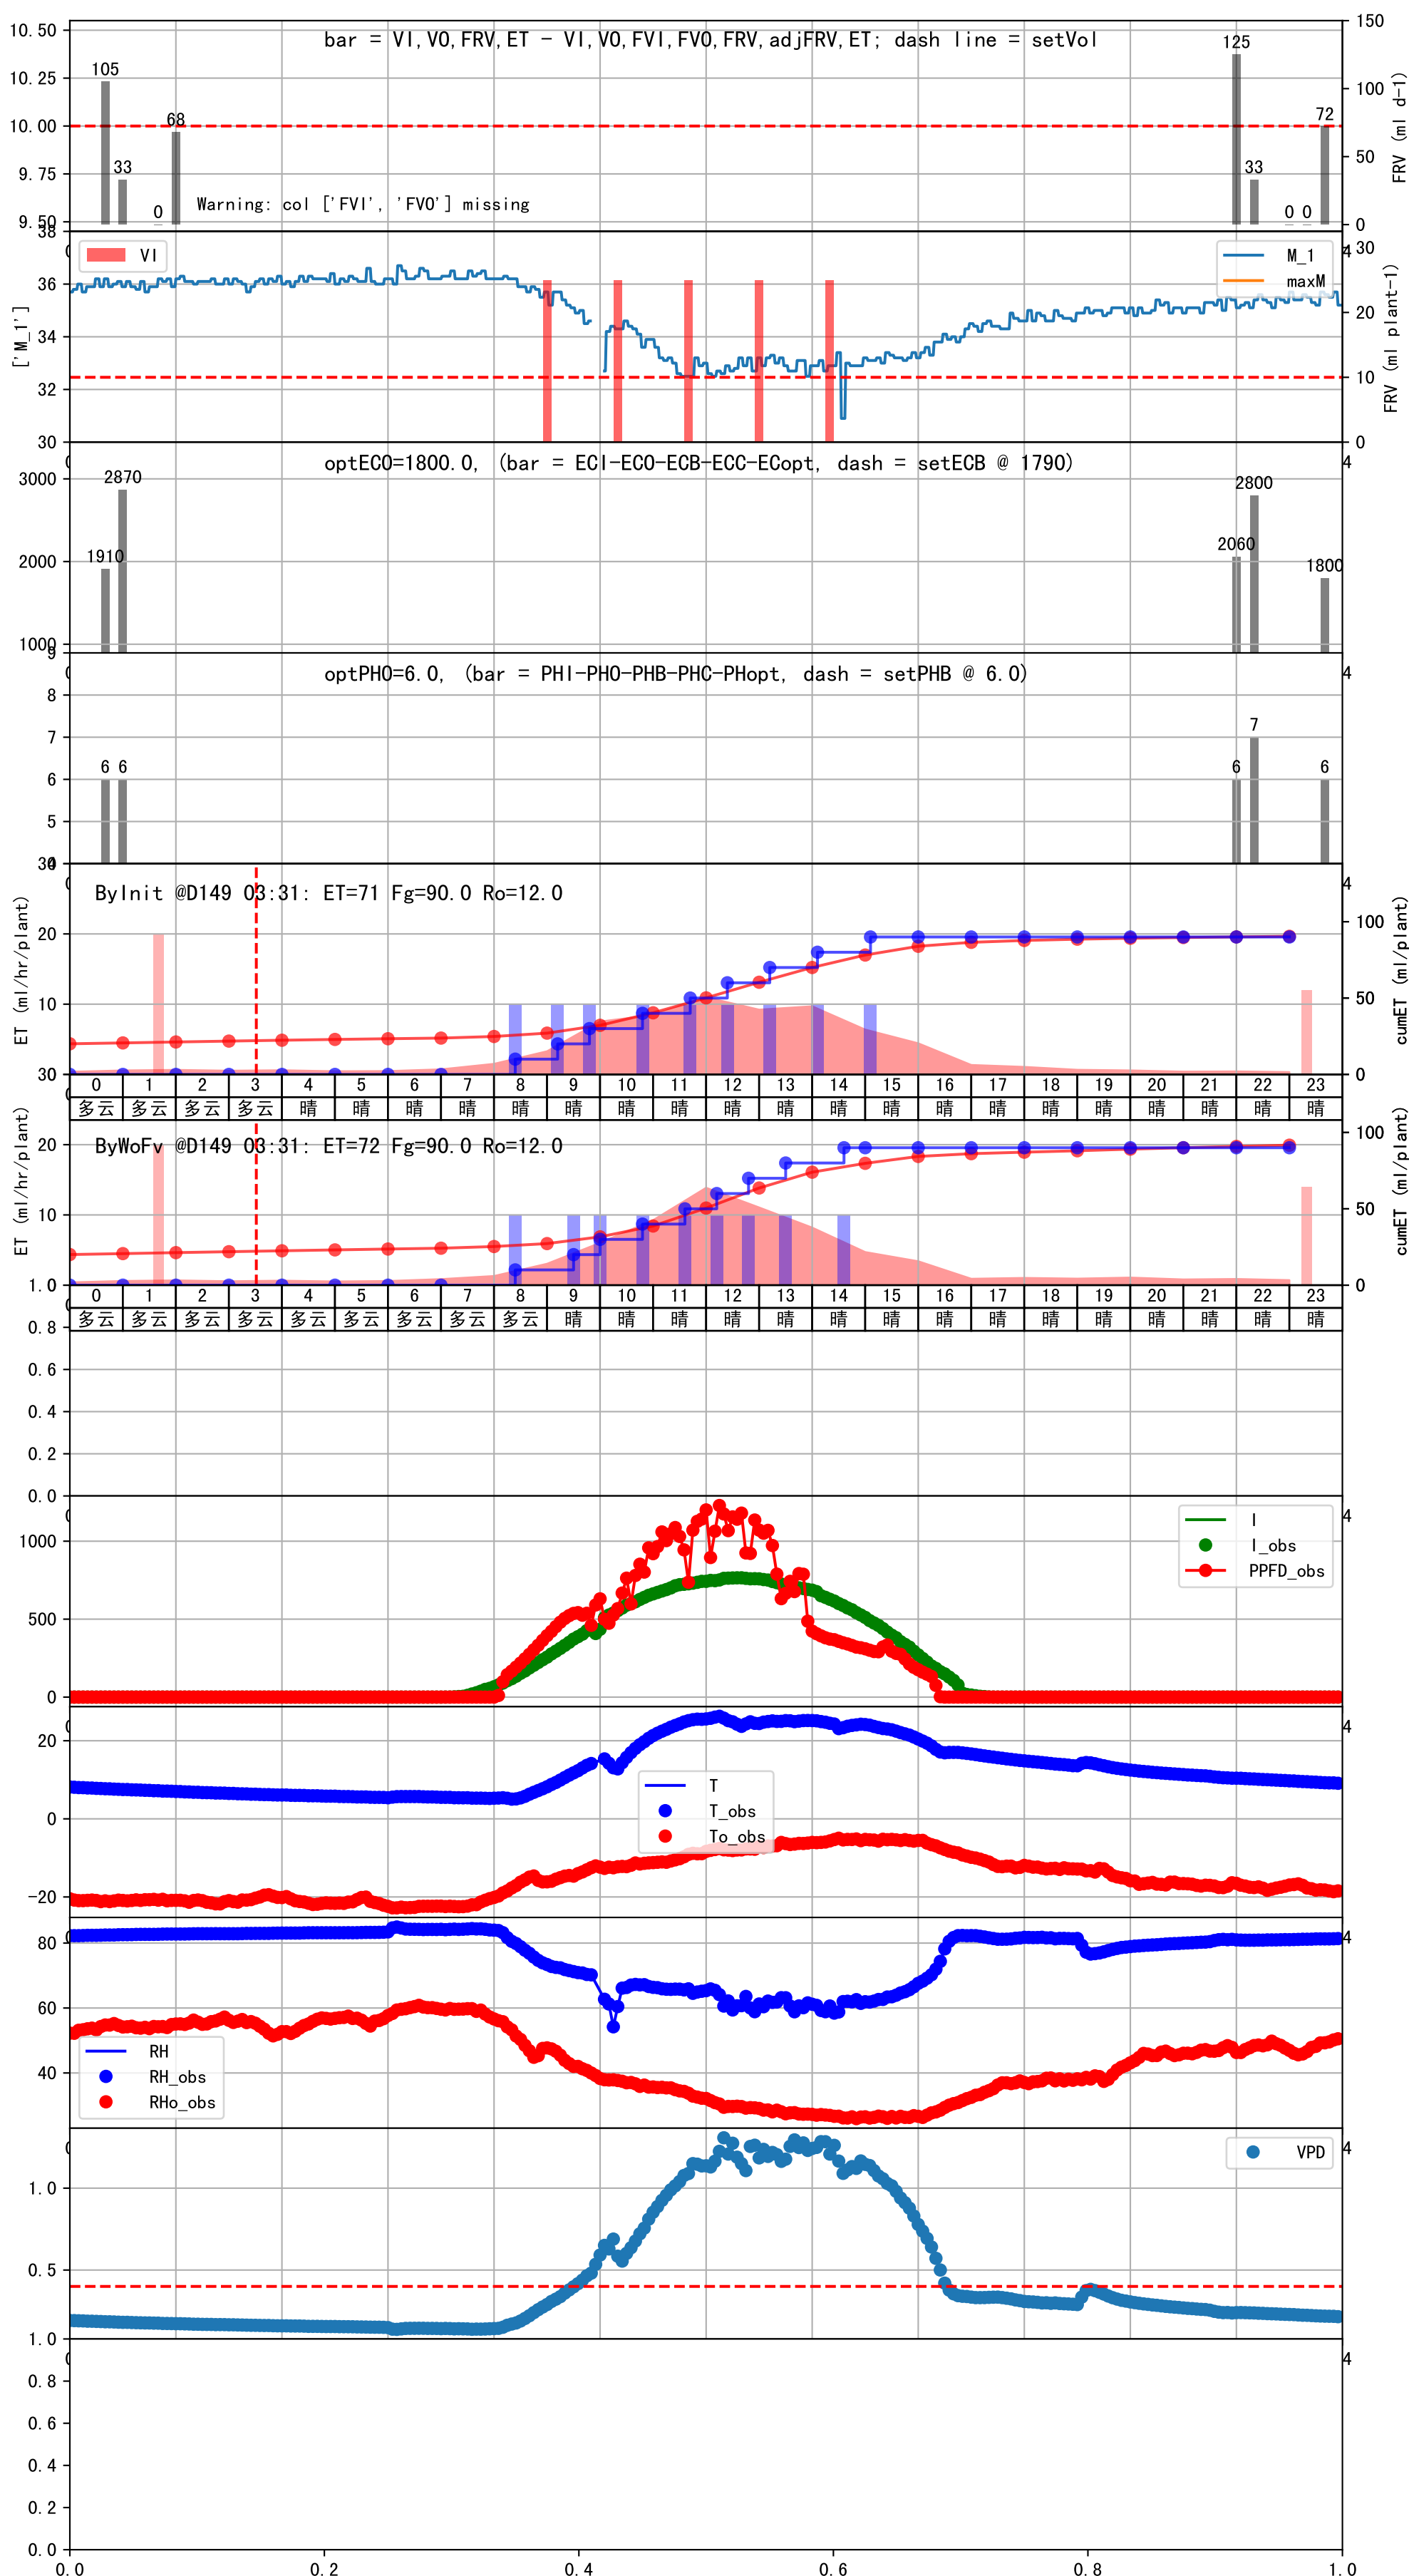 bar = VI,VO,FRV,ET - VI,VO,FVI,FVO,FRV,adjFRV,ET; dash line = setVol
10.50
10.25
10.00
9.75
9.50
105
33
0
68
125
33
0
0
72
Warning: col ['FVI', 'FVO'] missing
150
100
50
0
FRV (ml d-1)
VI
M_1
maxM
['M_1']
38
36
34
32
30
4
30
20
10
0
FRV (ml plant-1)
optECO=1800.0, (bar = ECI-ECO-ECB-ECC-ECopt, dash = setECB @ 1790)
3000
2000
1000
1910
2870
2060
2800
1800
4
optPHO=6.0, (bar = PHI-PHO-PHB-PHC-PHopt, dash = setPHB @ 6.0)
9
8
7
6
5
6
6
6
7
6
4
ByInit @D149 03:31: ET=71 Fg=90.0 Ro=12.0
ET (ml/hr/plant)
30
20
10
4
100
50
0
cumET (ml/plant)
0 1 2 3 4 5 6 7 8 9 10 11 12 13 14 15 16 17 18 19 20 21 22 23
多云 多云 多云 多云 晴 晴 晴 晴 晴 晴 晴 晴 晴 晴 晴 晴 晴 晴 晴 晴 晴 晴 晴 晴
ByWoFv @D149 03:31: ET=72 Fg=90.0 Ro=12.0
ET (ml/hr/plant)
30
20
10
100
50
0
cumET (ml/plant)
0 1 2 3 4 5 6 7 8 9 10 11 12 13 14 15 16 17 18 19 20 21 22 23
多云 多云 多云 多云 多云 多云 多云 多云 多云 晴 晴 晴 晴 晴 晴 晴 晴 晴 晴 晴 晴 晴 晴 晴
1.0
0.8
0.6
0.4
0.2
0.0
4
1000
500
0
I
I_obs
PPFD_obs
4
20
0
-20
T
T_obs
To_obs
4
80
60
40
RH
RH_obs
RHo_obs
4
1.0
0.5
VPD
4
1.0
0.8
0.6
0.4
0.2
0.0
0.0 0.2 0.4 0.6 0.8 1.0